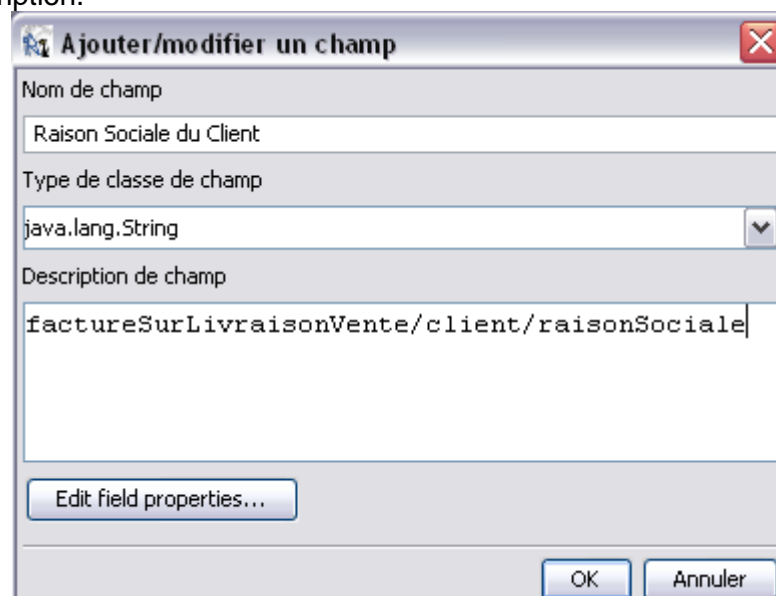 ption.
Ajouter/modifier un champ
Nom de champ
Raison Sociale du Client
Type de classe de champ
java.lang.String
Description de champ
factureSurLivraisonVente/client/raisonSociale
Edit field properties...
OK Annuler